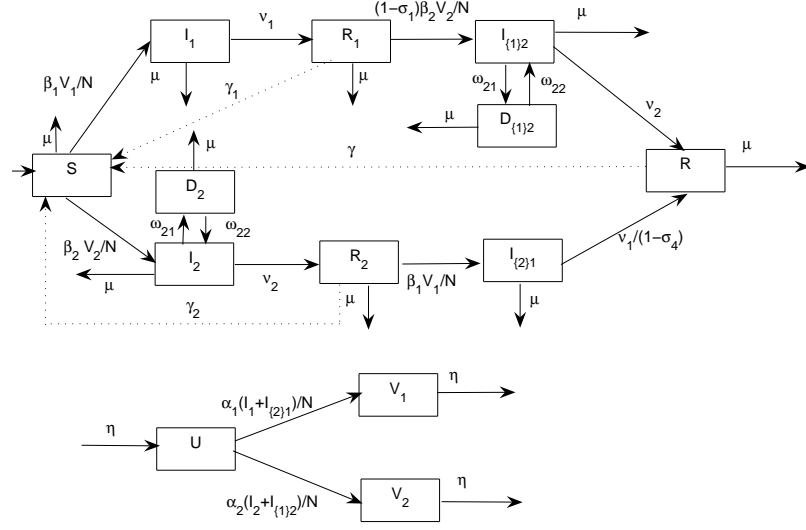 I_1 ν_1 R_1 (1−σ_1)β_2V_2/N I_{1}2 μ
β_1V_1/N μ γ_1 μ ω_21 ω_22 ν_2
μ μ D_{1}2
S μ γ R μ
D_2
ω_21 ω_22
β_2 V_2/N I_2 ν_2 R_2 β_1V_1/N I_{2}1 ν_1/(1−σ_4)
μ γ_2 μ μ
V_1 η
α_1(I_1+I_{2}1)/N
η U
α_2(I_2+I_{1}2)/N V_2 η